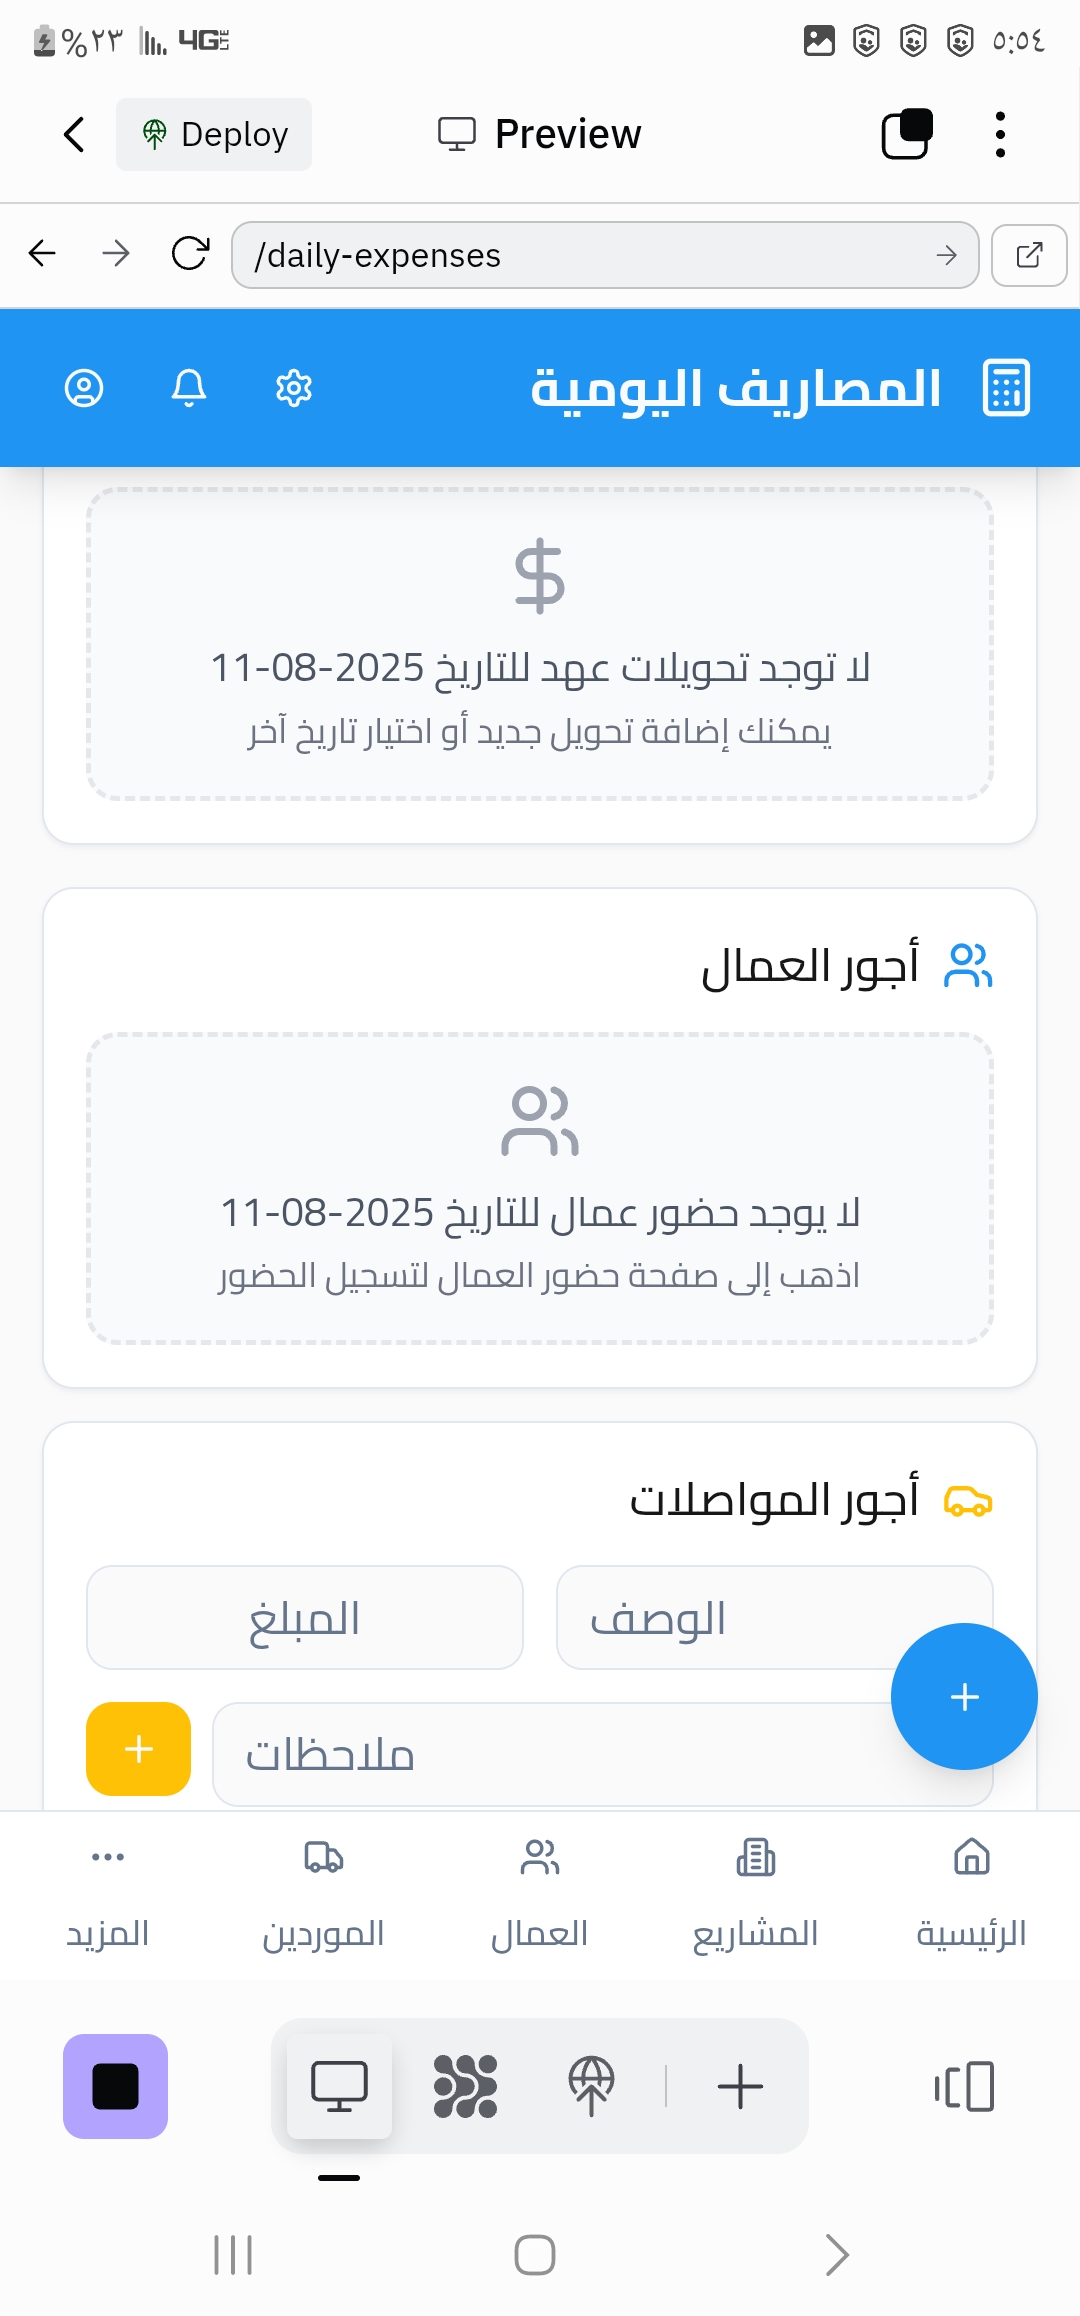 %٢٣ 4G LTE ٥:٥٤
Deploy Preview
/daily-expenses
المصاريف اليومية
لا توجد تحويلات عهد للتاريخ 2025-08-11
يمكنك إضافة تحويل جديد أو اختيار تاريخ آخر
أجور العمال
لا يوجد حضور عمال للتاريخ 2025-08-11
اذهب إلى صفحة حضور العمال لتسجيل الحضور
أجور المواصلات
الوصف المبلغ
ملاحظات
الرئيسية المشاريع العمال الموردين المزيد